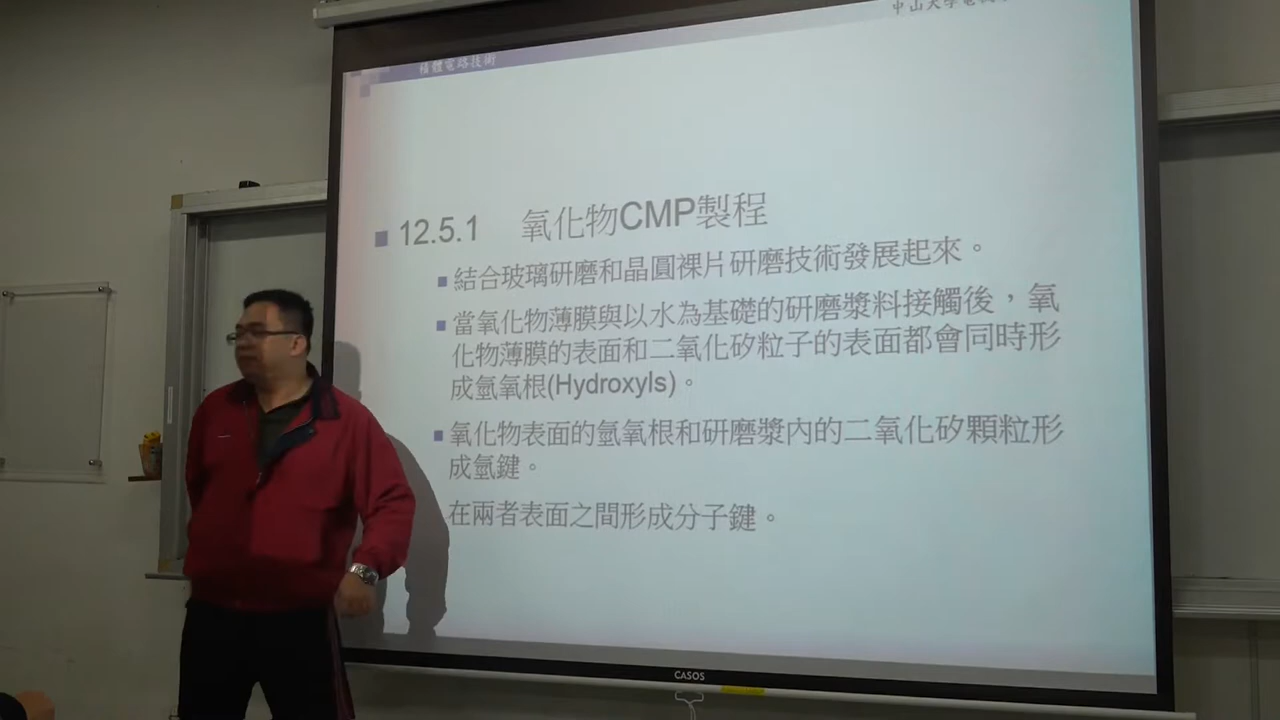 中山大學電機
積體電路技術
12.5.1 氧化物CMP製程
結合玻璃研磨和晶圓裸片研磨技術發展起來。
當氧化物薄膜與以水為基礎的研磨漿料接觸後，氧
化物薄膜的表面和二氧化矽粒子的表面都會同時形
成氫氧根(Hydroxyls)。
氧化物表面的氫氧根和研磨漿內的二氧化矽顆粒形
成氫鍵。
在兩者表面之間形成分子鍵。
CASOS